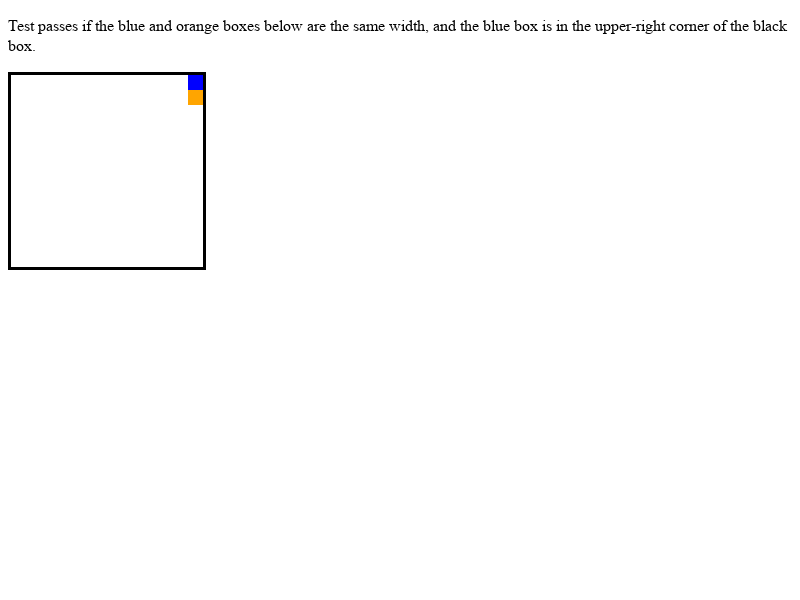 Test passes if the blue and orange boxes below are the same width, and the blue box is in the upper-right corner of the black
box.